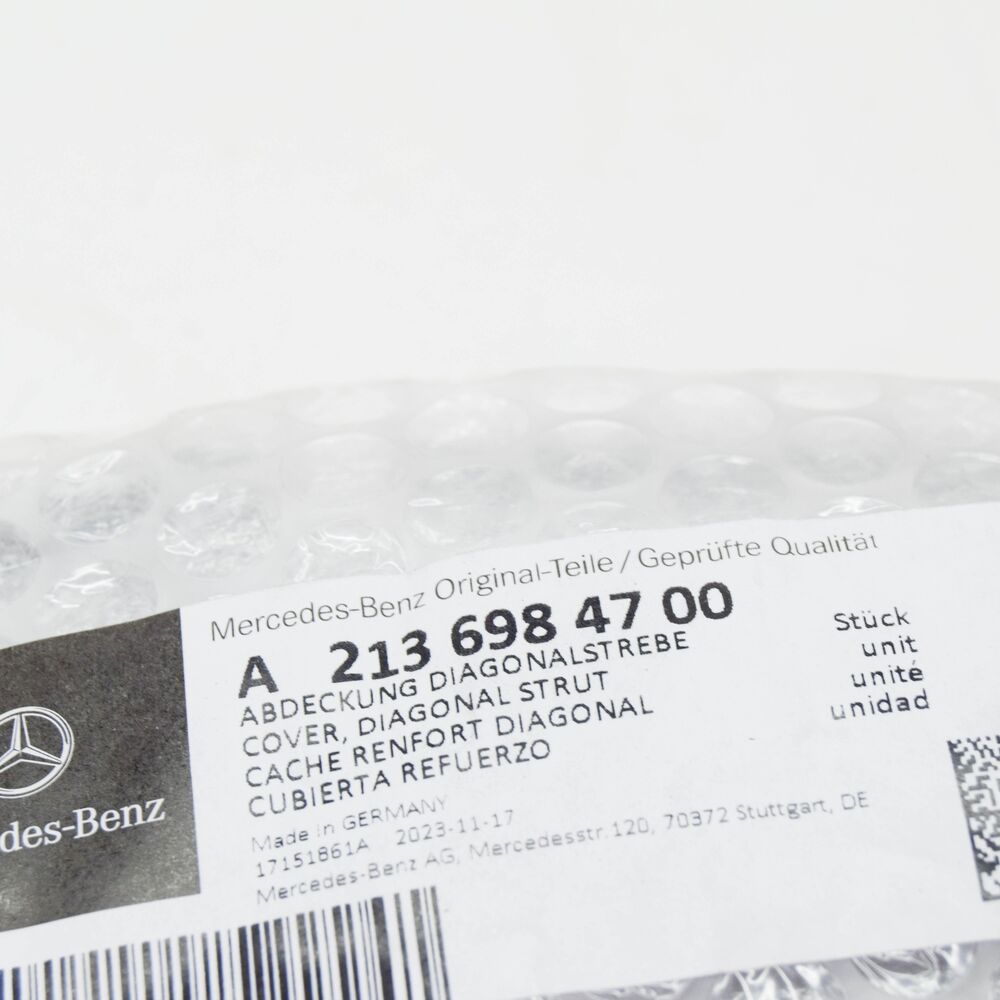 Mercedes-Benz Original-Teile / Geprüfte Qualität
A 213 698 47 00
ABDECKUNG DIAGONALSTREBE
COVER, DIAGONAL STRUT
CACHE RENFORT DIAGONAL
CUBIERTA REFUERZO
Stück
unit
unité
unidad
Made in GERMANY
17151861A 2023-11-17
Mercedes-Benz AG, Mercedesstr.120, 70372 Stuttgart, DE
des-Benz